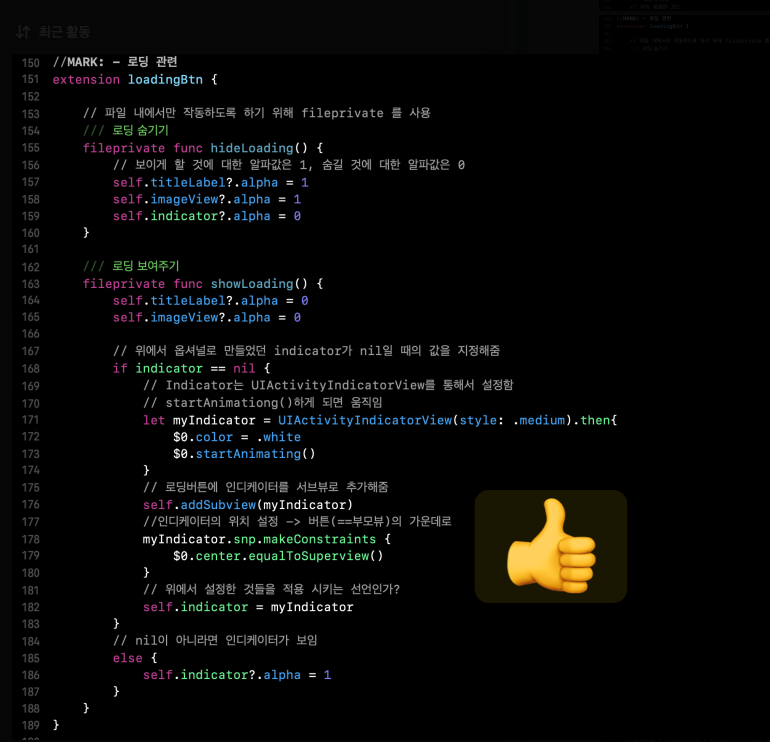 최근 활동
150 //MARK: - 로딩 관련
151 extension loadingBtn {
152
153 // 파일 내에서만 작동하도록 하기 위해 fileprivate 를 사용
154 /// 로딩 숨기기
155 fileprivate func hideLoading() {
156 // 보이게 할 것에 대한 알파값은 1, 숨길 것에 대한 알파값은 0
157 self.titleLabel?.alpha = 1
158 self.imageView?.alpha = 1
159 self.indicator?.alpha = 0
160 }
161
162 /// 로딩 보여주기
163 fileprivate func showLoading() {
164 self.titleLabel?.alpha = 0
165 self.imageView?.alpha = 0
166
167 // 위에서 옵셔널로 만들었던 indicator가 nil일 때의 값을 지정해줌
168 if indicator == nil {
169 // Indicator는 UIActivityIndicatorView를 통해서 설정함
170 // startAnimationg()하게 되면 움직임
171 let myIndicator = UIActivityIndicatorView(style: .medium).then{
172 $0.color = .white
173 $0.startAnimating()
174 }
175 // 로딩버튼에 인디케이터를 서브뷰로 추가해줌
176 self.addSubview(myIndicator)
177 //인디케이터의 위치 설정 -> 버튼(==부모뷰)의 가운데로
178 myIndicator.snp.makeConstraints {
179 $0.center.equalToSuperview()
180 }
181 // 위에서 설정한 것들을 적용 시키는 선언인가?
182 self.indicator = myIndicator
183 }
184 // nil이 아니라면 인디케이터가 보임
185 else {
186 self.indicator?.alpha = 1
187 }
188 }
189 }